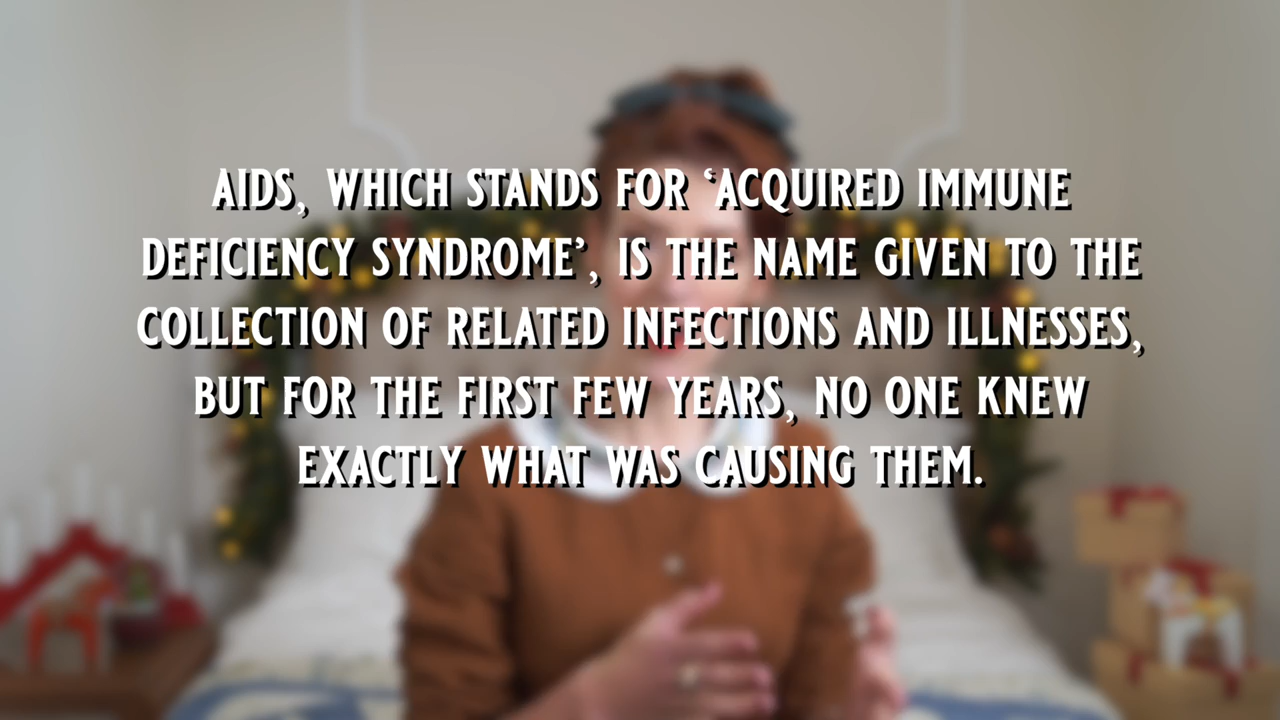 AIDS, WHICH STANDS FOR ‘ACQUIRED IMMUNE
DEFICIENCY SYNDROME’, IS THE NAME GIVEN TO THE
COLLECTION OF RELATED INFECTIONS AND ILLNESSES,
BUT FOR THE FIRST FEW YEARS, NO ONE KNEW
EXACTLY WHAT WAS CAUSING THEM.